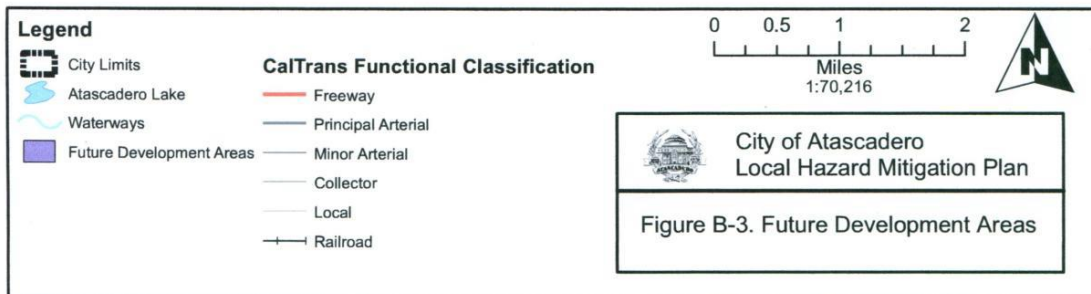 Legend
City Limits
Atascadero Lake
Waterways
Future Development Areas
CalTrans Functional Classification
Freeway
Principal Arterial
Minor Arterial
Collector
Local
Railroad
0 0.5 1 2
Miles
1:70,216
N
ATASCADERO
City of Atascadero
Local Hazard Mitigation Plan
Figure B-3. Future Development Areas